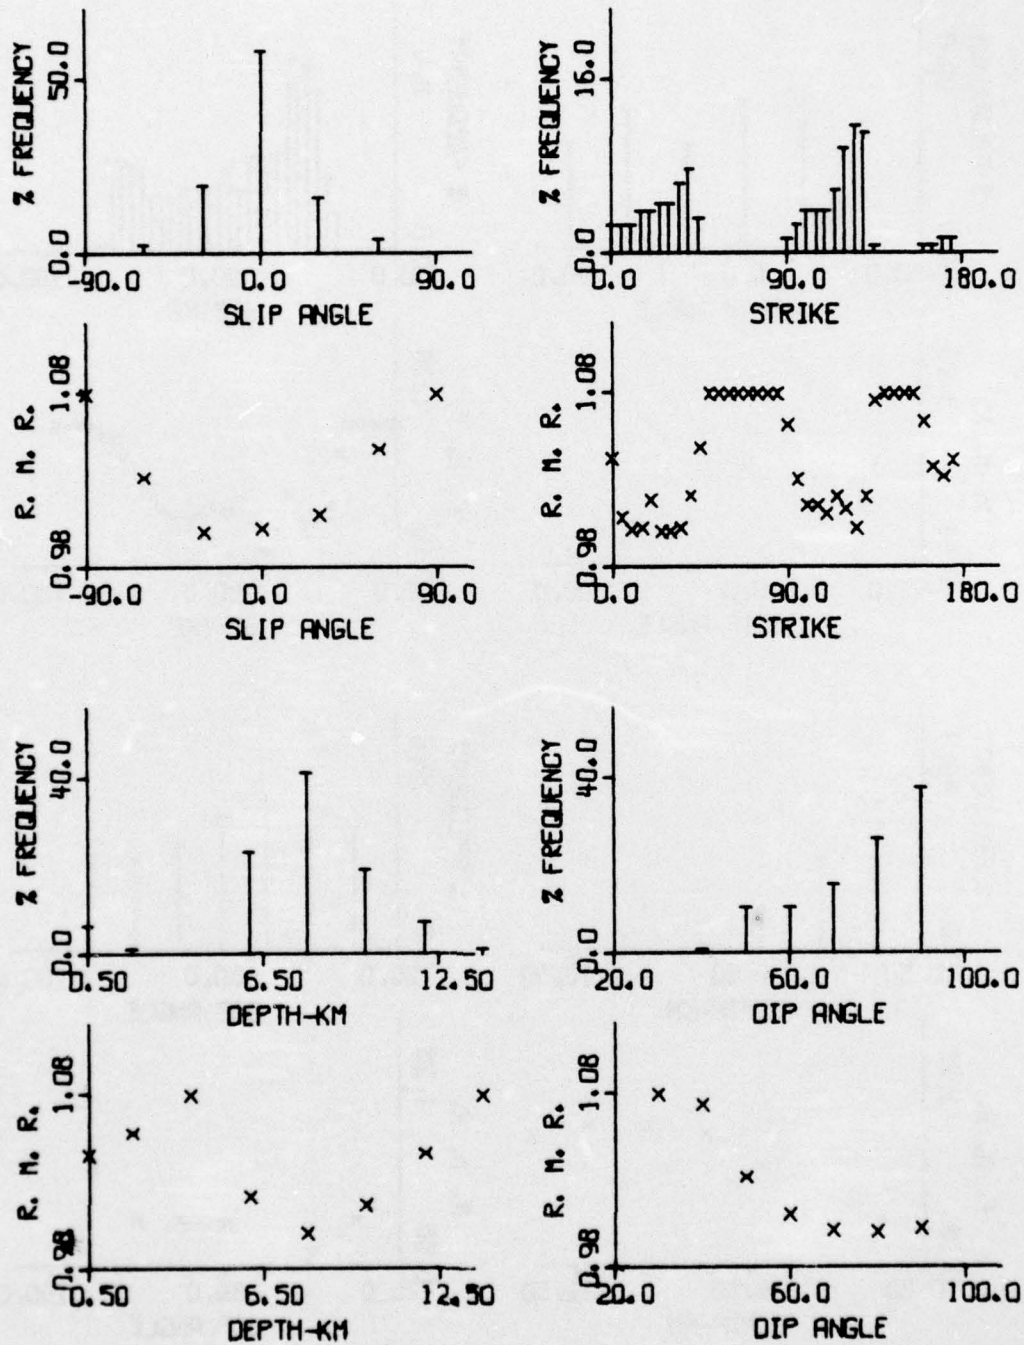 % FREQUENCY
50.0
0.0
-90.0 0.0 90.0
SLIP ANGLE
% FREQUENCY
16.0
0.0
0.0 90.0 180.0
STRIKE
R. M. R.
1.08
0.98
-90.0 0.0 90.0
SLIP ANGLE
R. M. R.
1.08
0.98
0.0 90.0 180.0
STRIKE
% FREQUENCY
40.0
0.0
0.50 6.50 12.50
DEPTH-KM
% FREQUENCY
40.0
0.0
20.0 60.0 100.0
DIP ANGLE
R. M. R.
1.08
0.98
0.50 6.50 12.50
DEPTH-KM
R. M. R.
1.08
0.98
20.0 60.0 100.0
DIP ANGLE